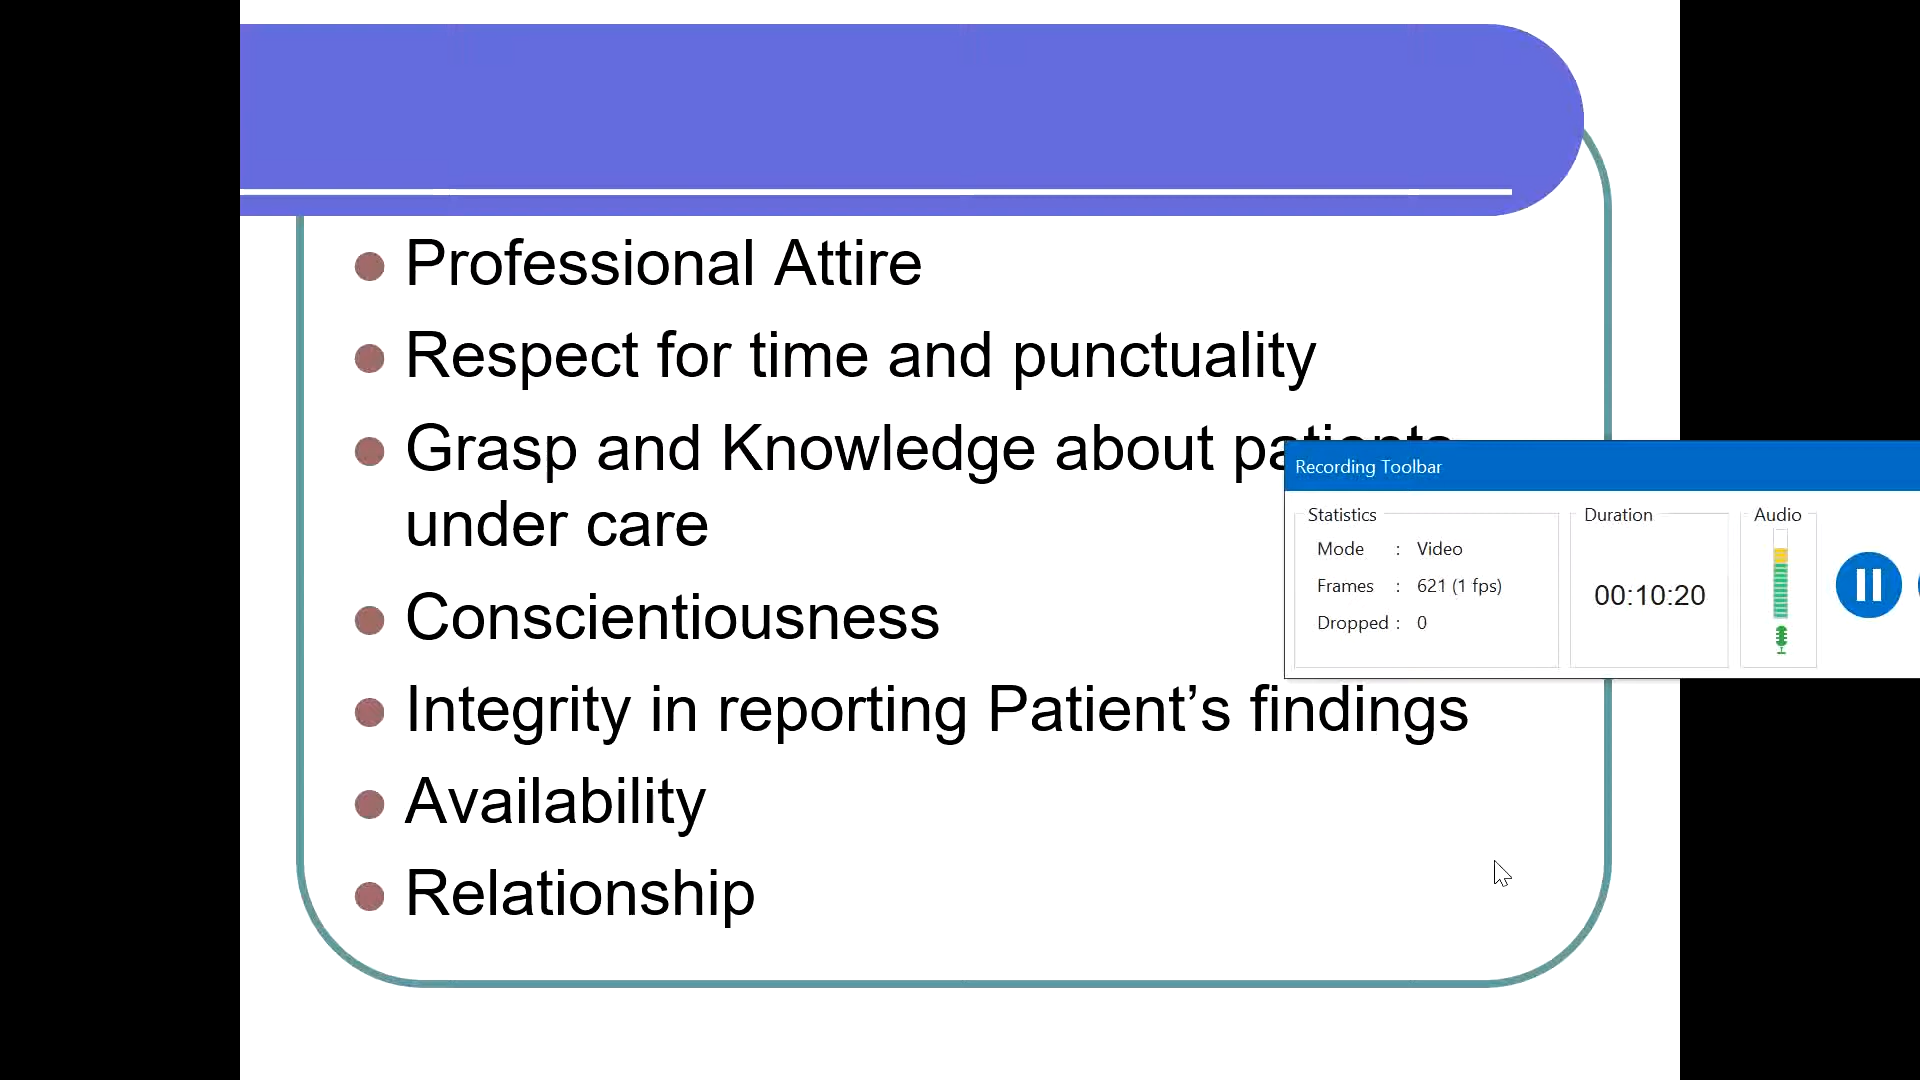 Professional Attire
Respect for time and punctuality
Grasp and Knowledge about patients
under care
Conscientiousness
Integrity in reporting Patient’s findings
Availability
Relationship
Recording Toolbar
Statistics
Mode : Video
Frames : 621 (1 fps)
Dropped : 0
Duration
00:10:20
Audio